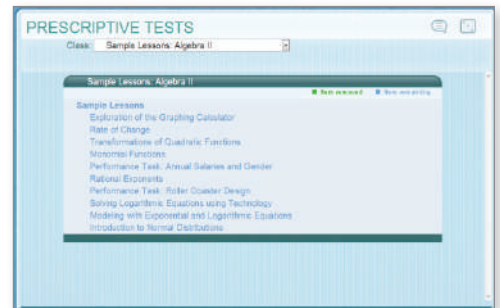 PRESCRIPTIVE TESTS
Class: Sample Lessons: Algebra II
Sample Lessons: Algebra II
Sample Lessons
Exploration of the Graphing Calculator
Rate of Change
Transformations of Quadratic Functions
Monomial Functions
Performance Task: Annual Salaries and Gender
Rational Exponents
Performance Task: Roller Coaster Design
Solving Logarithmic Equations using Technology
Modeling with Exponential and Logarithmic Equations
Introduction to Normal Distributions